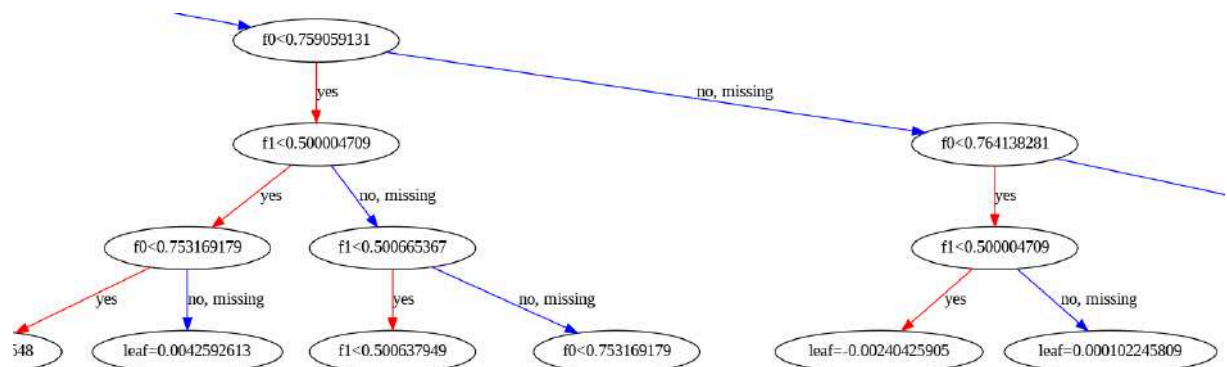 f0<0.759059131
yes
no, missing
f1<0.500004709
f0<0.764138281
yes
no, missing
yes
f0<0.753169179
f1<0.500665367
f1<0.500004709
yes
no, missing
yes
no, missing
yes
no, missing
548
leaf=0.0042592613
f1<0.500637949
f0<0.753169179
leaf=-0.00240425905
leaf=0.000102245809